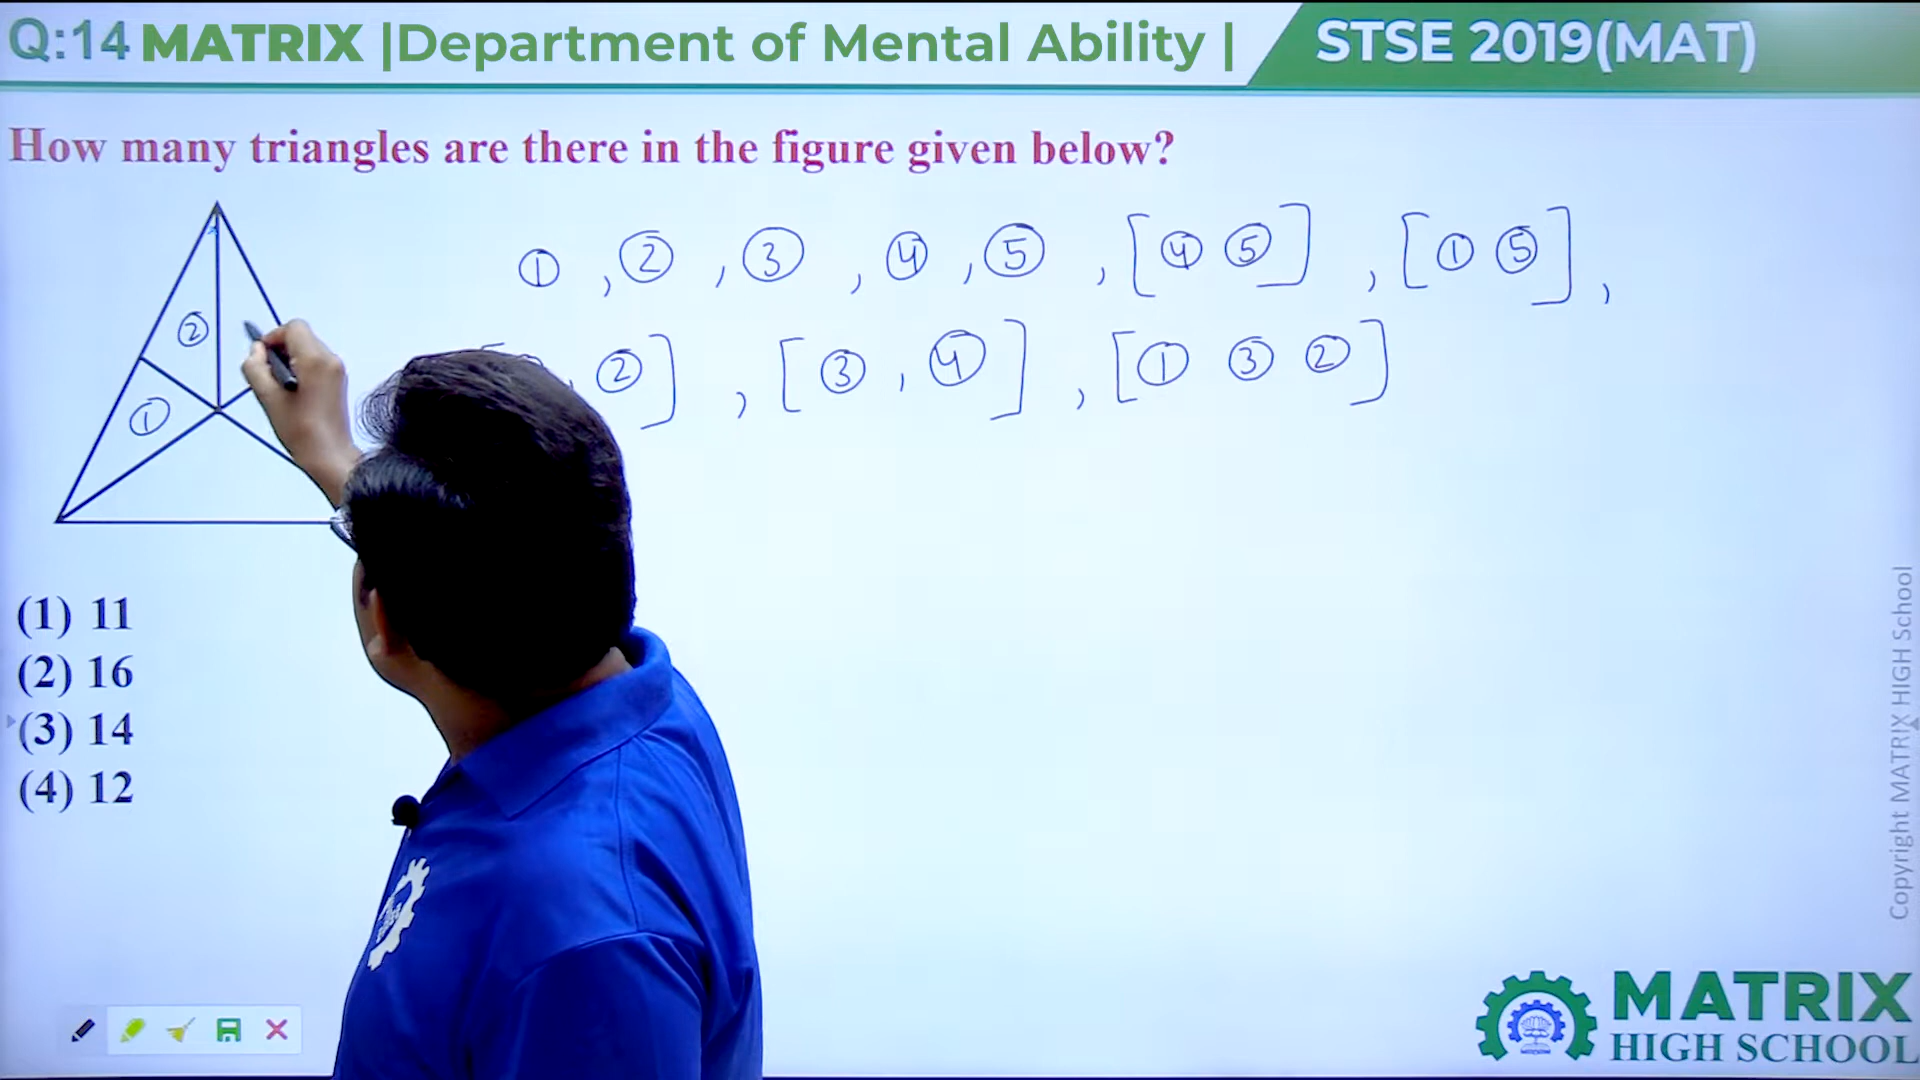 Q:14 MATRIX |Department of Mental Ability |
STSE 2019(MAT)
How many triangles are there in the figure given below?
① , ② , ③ , ④ , ⑤ , [④ ⑤] , [① ⑤] ,
②] , [③ , ④] , [① ③ ②]
②
①
(1) 11
(2) 16
(3) 14
(4) 12
Copyright MATRIX HIGH School
MATRIX
HIGH SCHOOL